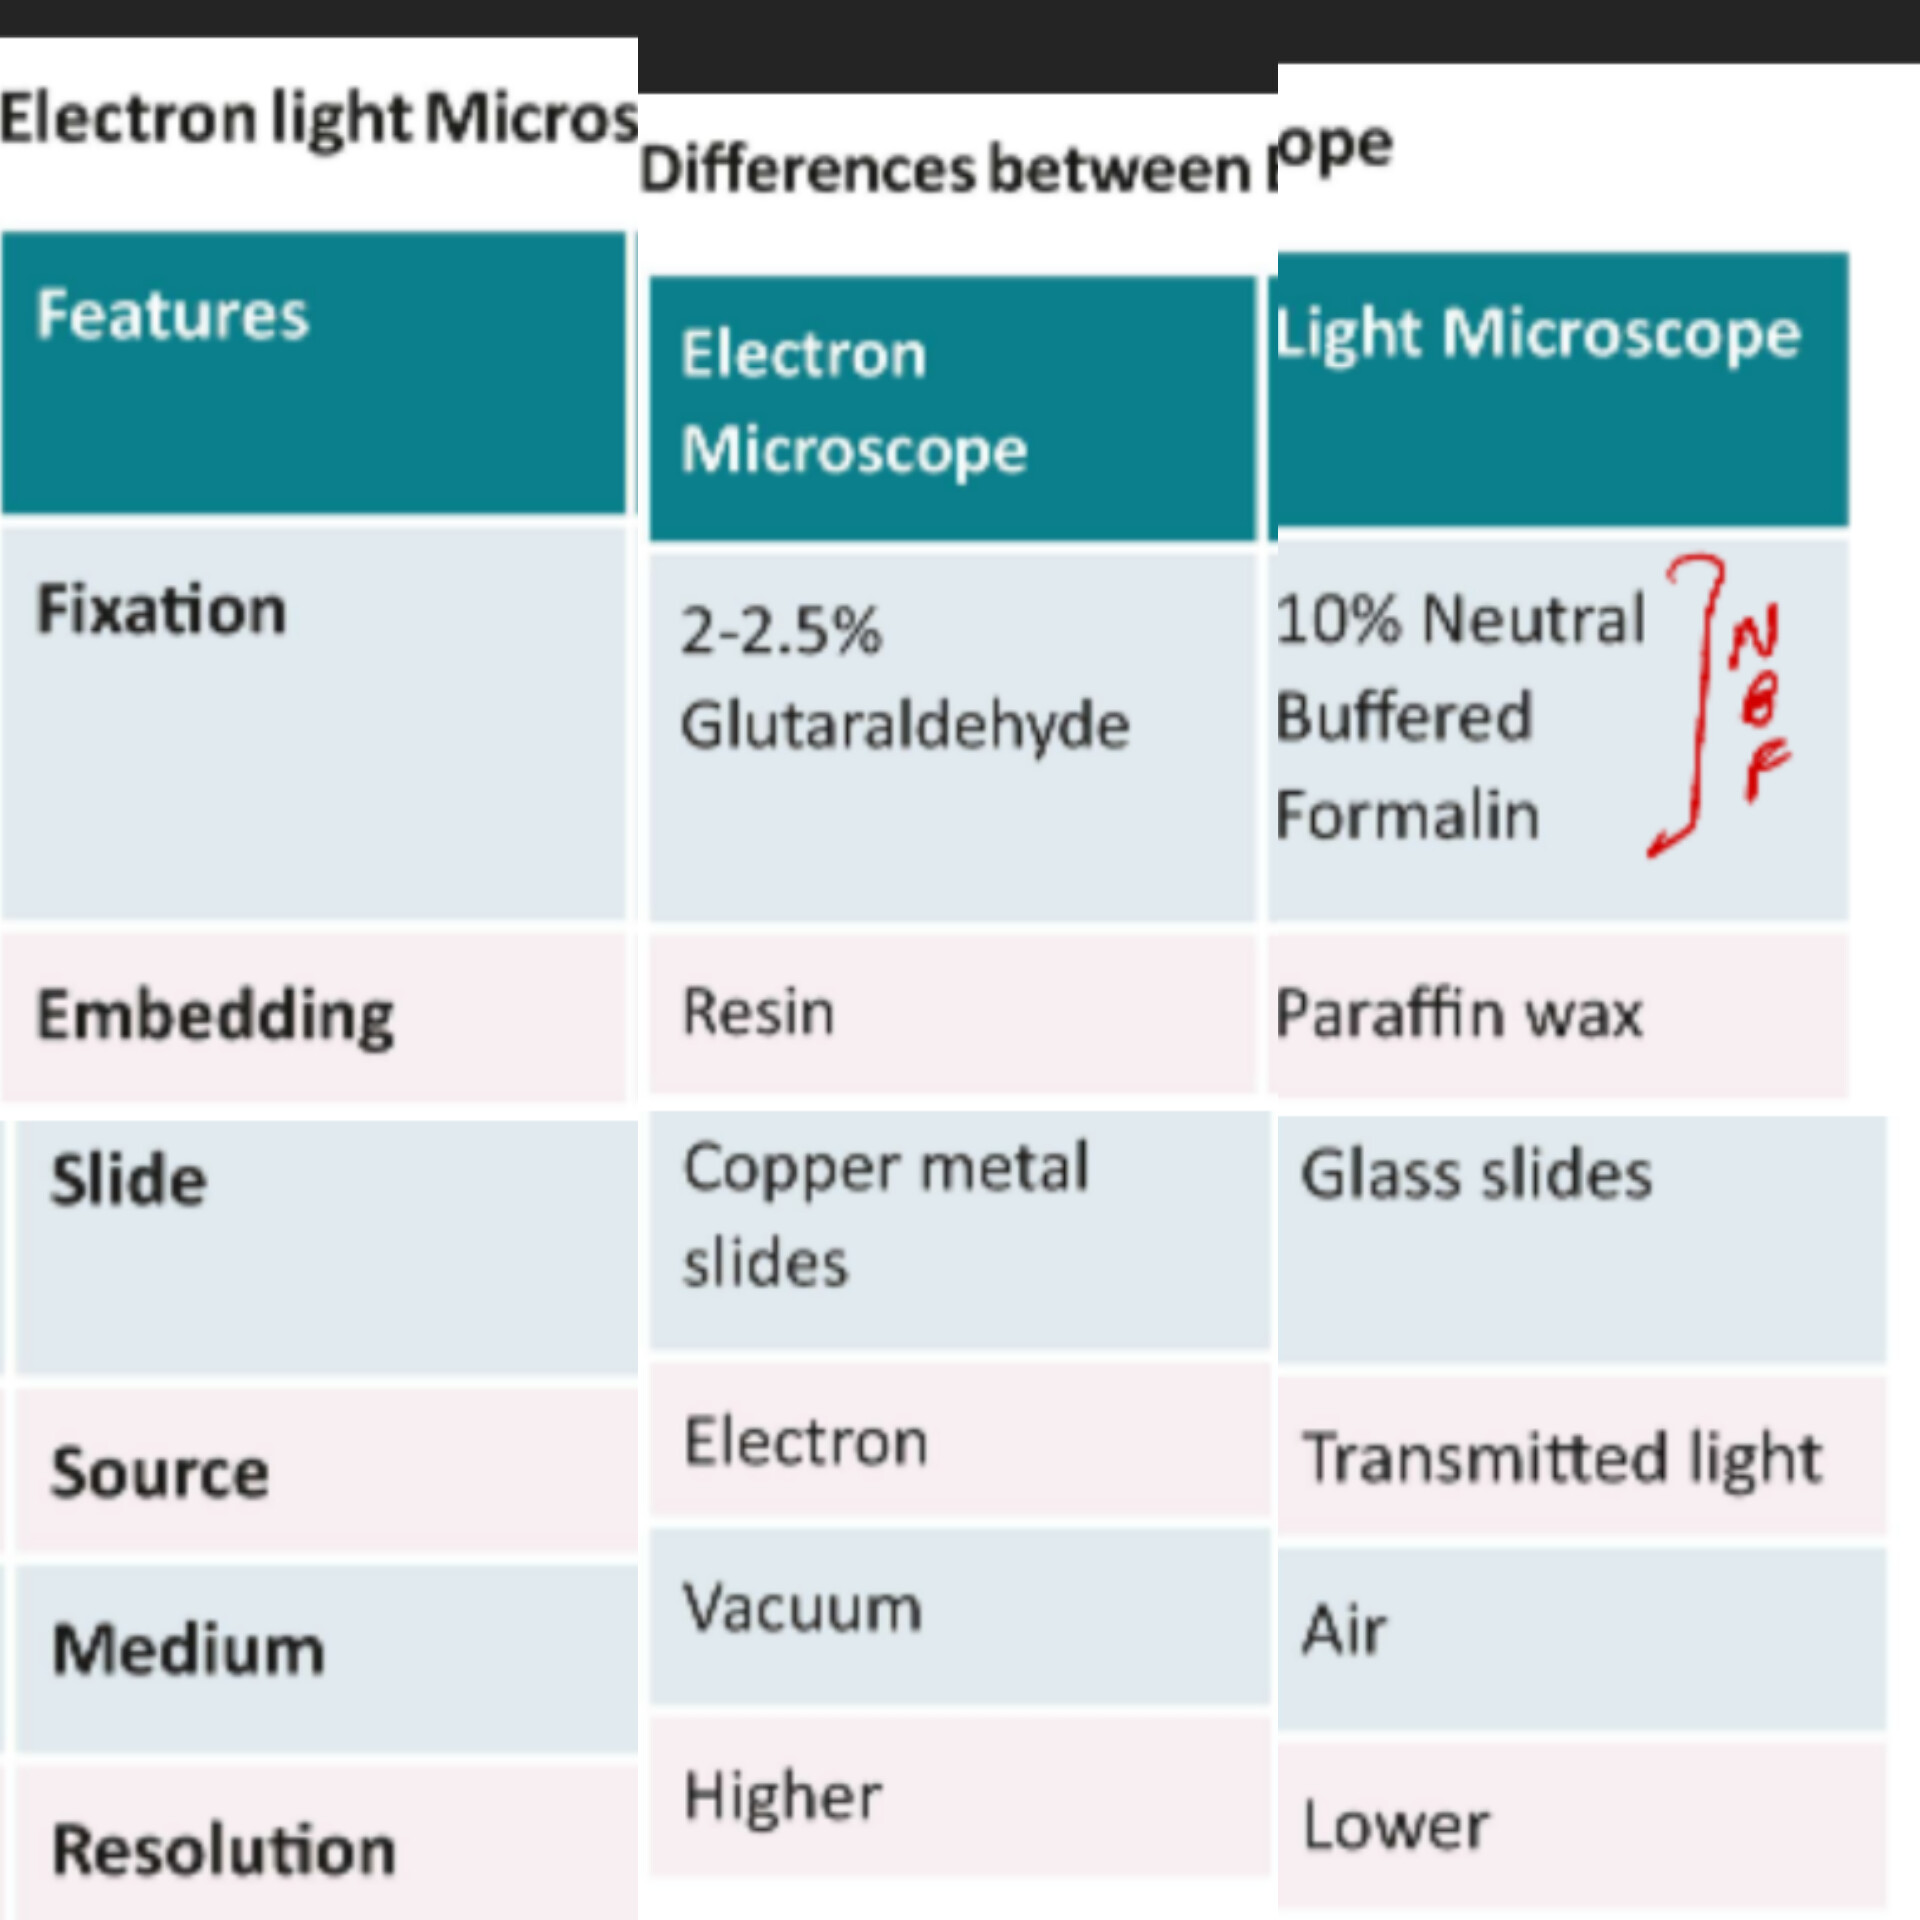 Electron light Micros
Differences between
ope
Features
Electron
Microscope
Light Microscope
Fixation
2-2.5%
Glutaraldehyde
10% Neutral
Buffered
Formalin
N
B
F
Embedding
Resin
Paraffin wax
Slide
Copper metal
slides
Glass slides
Source
Electron
Transmitted light
Medium
Vacuum
Air
Resolution
Higher
Lower